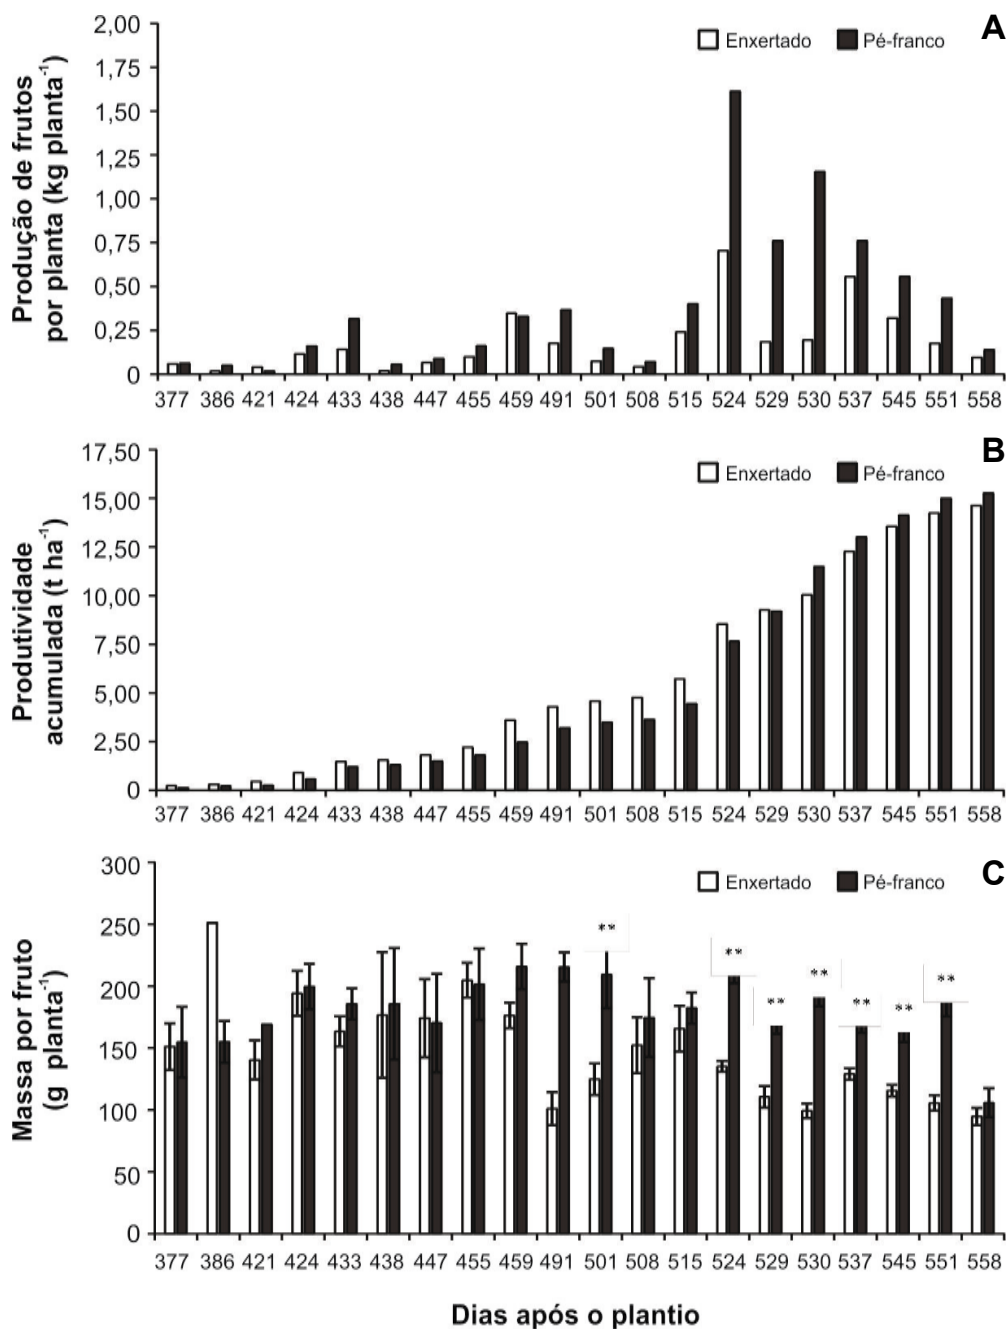 A
Enxertado Pé-franco
Produção de frutos
por planta (kg planta⁻¹)
2,00
1,75
1,50
1,25
1,00
0,75
0,50
0,25
0
377 386 421 424 433 438 447 455 459 491 501 508 515 524 529 530 537 545 551 558
B
Enxertado Pé-franco
Produtividade
acumulada (t ha⁻¹)
17,50
15,00
12,50
10,00
7,50
5,00
2,50
0
377 386 421 424 433 438 447 455 459 491 501 508 515 524 529 530 537 545 551 558
C
Enxertado Pé-franco
Massa por fruto
(g planta⁻¹)
300
250
200
150
100
50
0
** ** ** ** ** ** **
377 386 421 424 433 438 447 455 459 491 501 508 515 524 529 530 537 545 551 558
Dias após o plantio